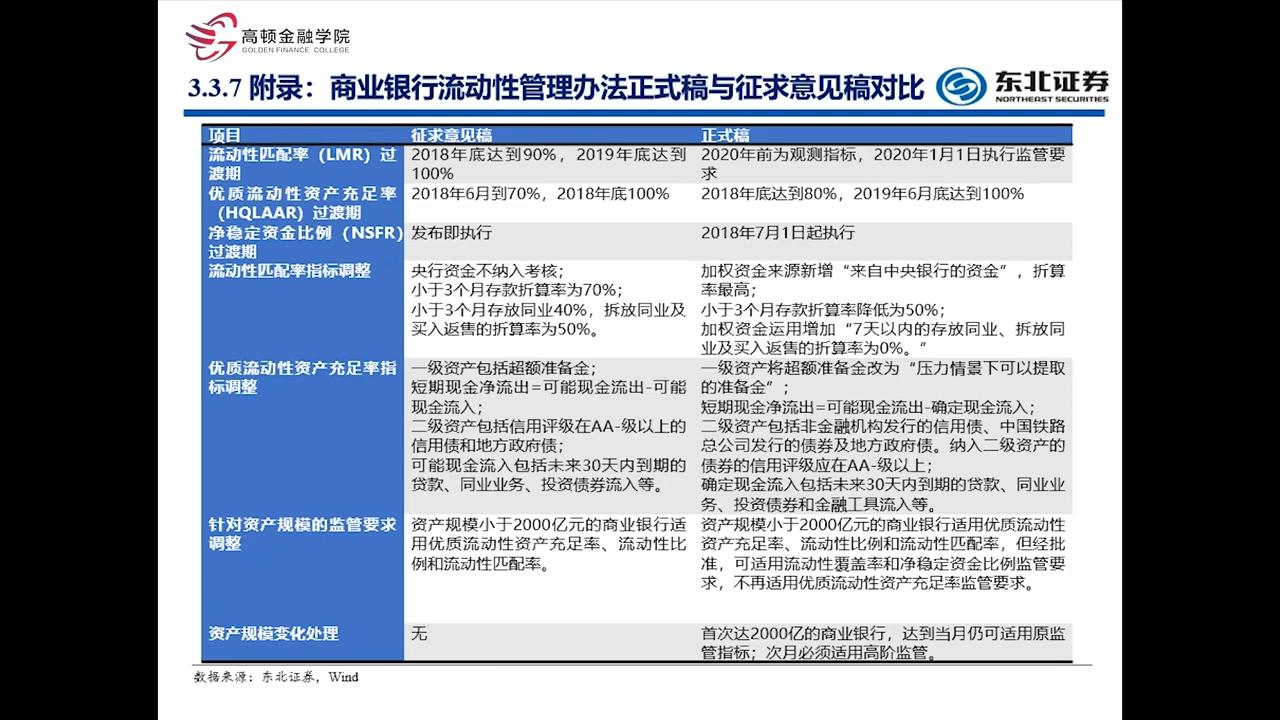 高顿金融学院
GOLDEN FINANCE COLLEGE
3.3.7 附录：商业银行流动性管理办法正式稿与征求意见稿对比
东北证券
NORTHEAST SECURITIES
项目 征求意见稿 正式稿
流动性匹配率（LMR）过
渡期
2018年底达到90%，2019年底达到
100%
2020年前为观测指标，2020年1月1日执行监管要
求
优质流动性资产充足率
（HQLAAR）过渡期
2018年6月到70%，2018年底100%
2018年底达到80%，2019年6月底达到100%
净稳定资金比例（NSFR）
过渡期
发布即执行
2018年7月1日起执行
流动性匹配率指标调整
央行资金不纳入考核；
小于3个月存款折算率为70%；
小于3个月存放同业40%，拆放同业及
买入返售的折算率为50%。
加权资金来源新增“来自中央银行的资金”，折算
率最高；
小于3个月存款折算率降低为50%；
加权资金运用增加“7天以内的存放同业、拆放同
业及买入返售的折算率为0%。”
优质流动性资产充足率指
标调整
一级资产包括超额准备金；
短期现金净流出=可能现金流出-可能
现金流入；
二级资产包括信用评级在AA-级以上的
信用债和地方政府债；
可能现金流入包括未来30天内到期的
贷款、同业业务、投资债券流入等。
一级资产将超额准备金改为“压力情景下可以提取
的准备金”；
短期现金净流出=可能现金流出-确定现金流入；
二级资产包括非金融机构发行的信用债、中国铁路
总公司发行的债券及地方政府债。纳入二级资产的
债券的信用评级应在AA-级以上；
确定现金流入包括未来30天内到期的贷款、同业业
务、投资债券和金融工具流入等。
针对资产规模的监管要求
调整
资产规模小于2000亿元的商业银行适
用优质流动性资产充足率、流动性比
例和流动性匹配率。
资产规模小于2000亿元的商业银行适用优质流动性
资产充足率、流动性比例和流动性匹配率，但经批
准，可适用流动性覆盖率和净稳定资金比例监管要
求，不再适用优质流动性资产充足率监管要求。
资产规模变化处理
无
首次达2000亿的商业银行，达到当月仍可适用原监
管指标；次月必须适用高阶监管。
数据来源：东北证券，Wind